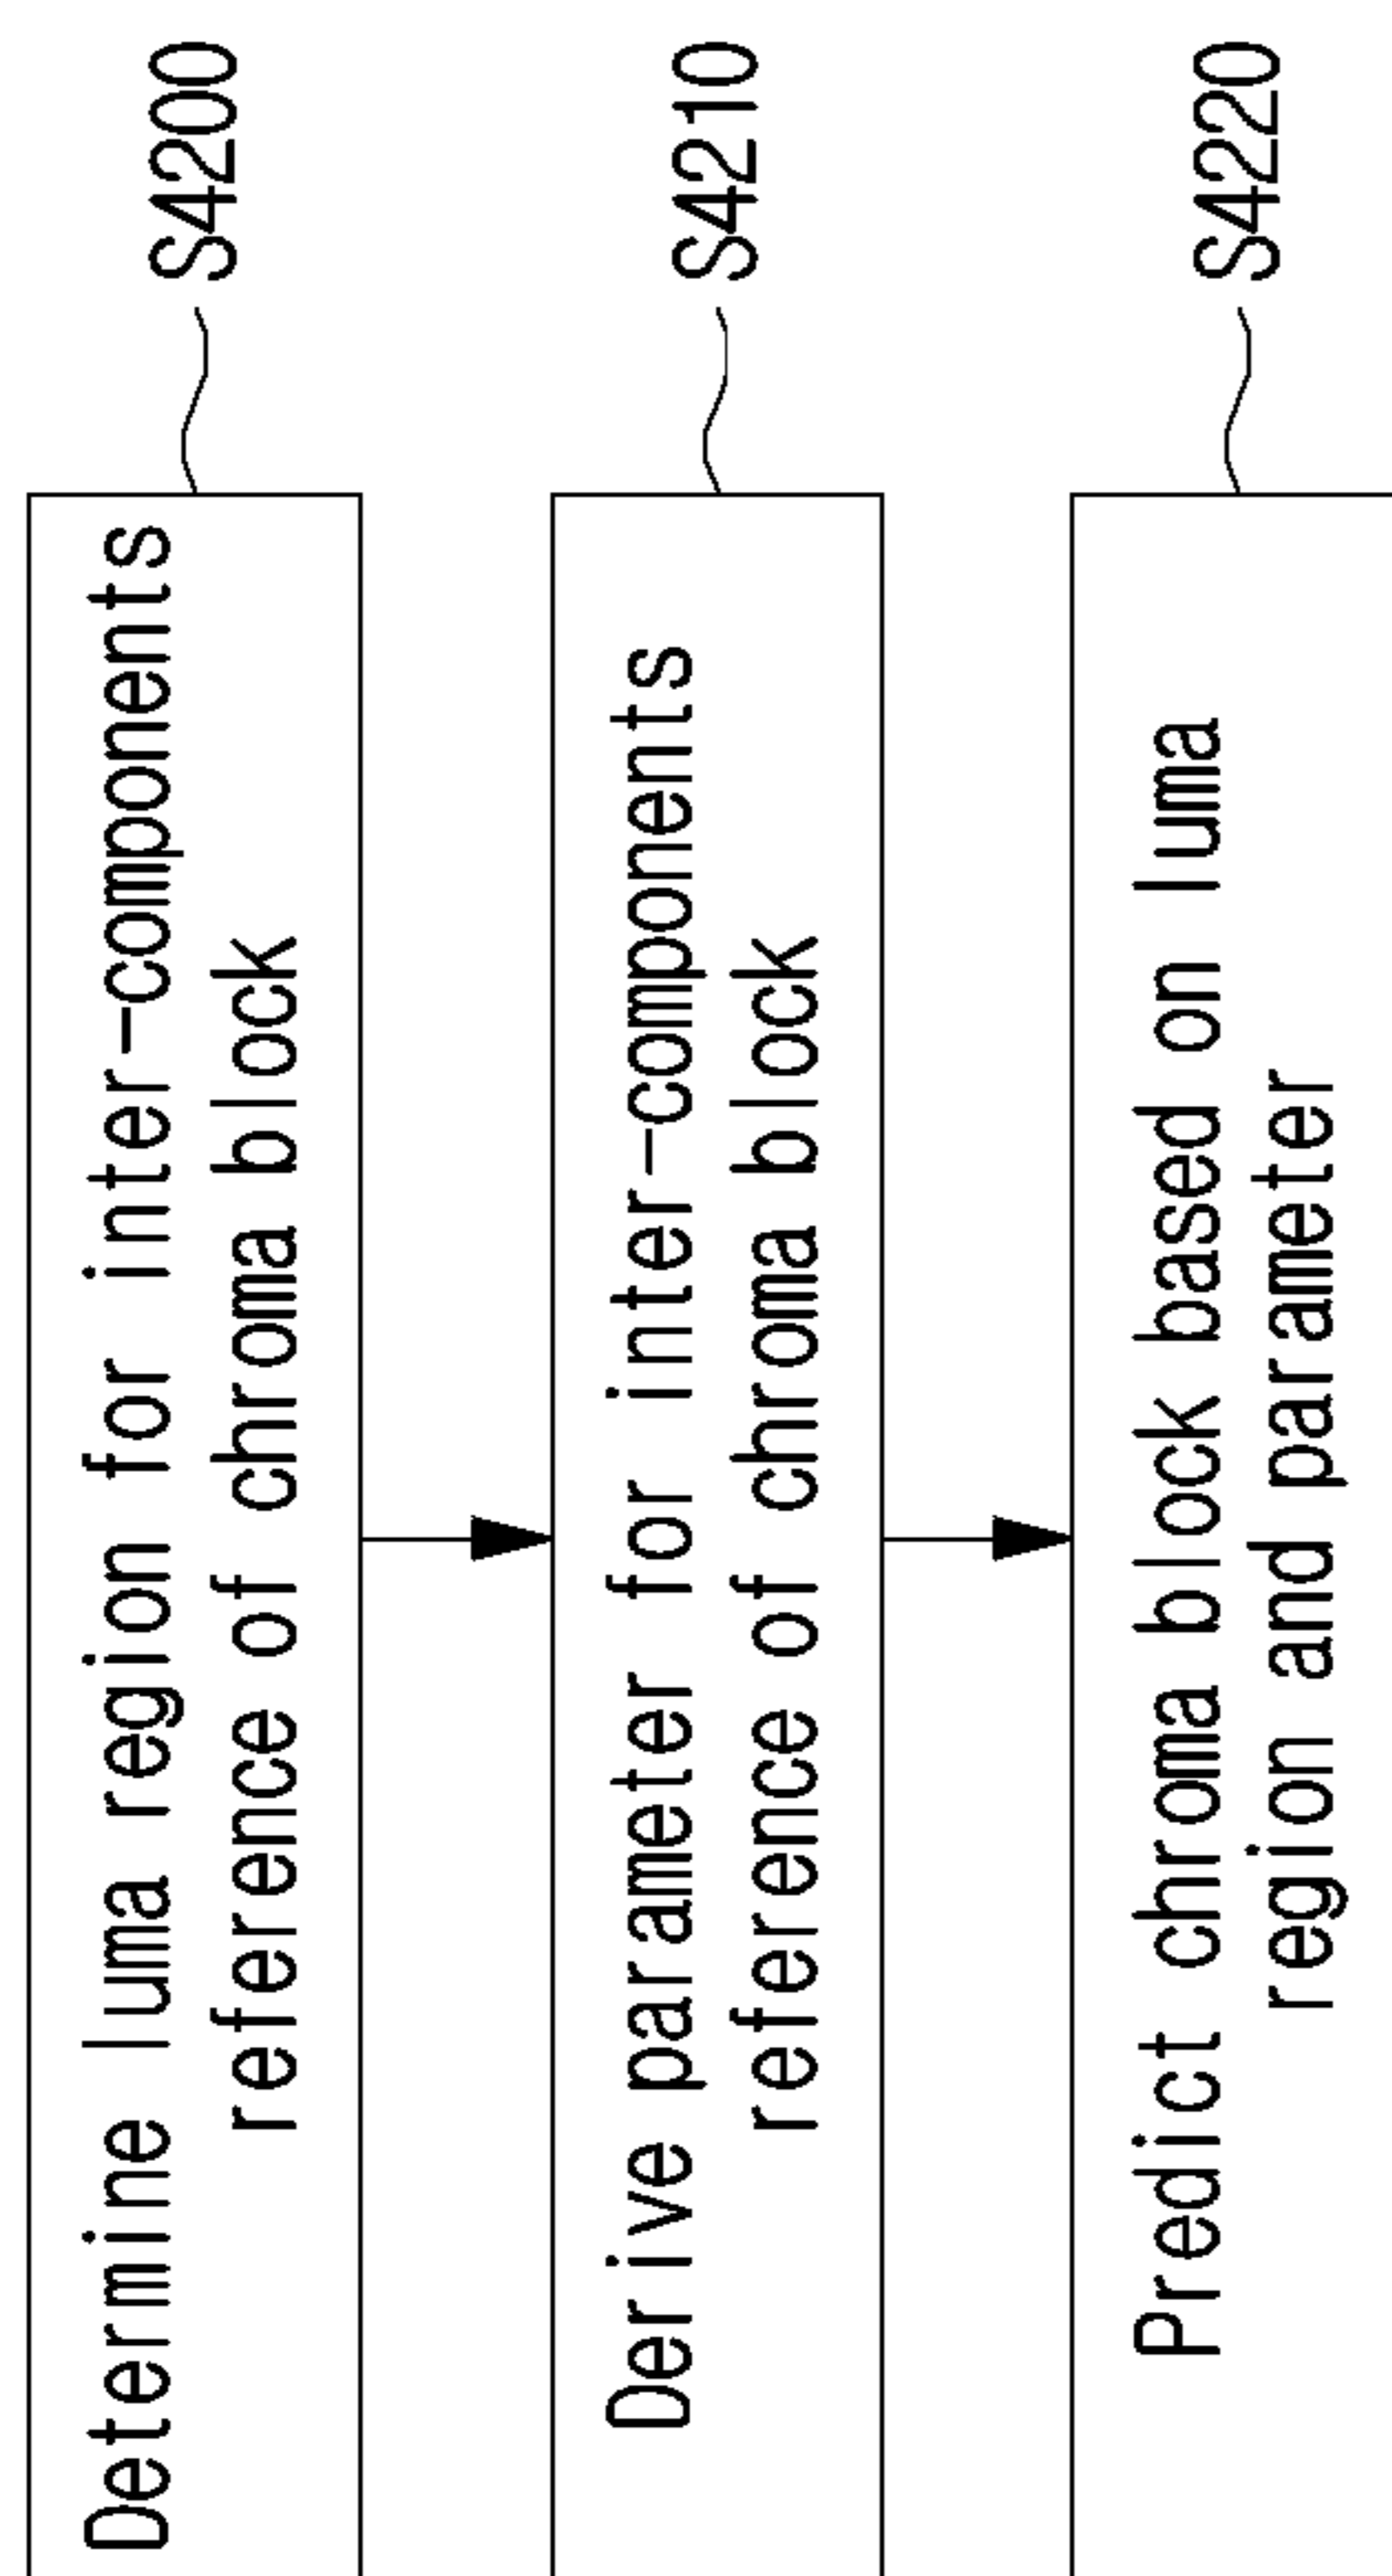 Determine luma region for inter-components
reference of chroma block
S4200
Derive parameter for inter-components
reference of chroma block
S4210
Predict chroma block based on luma
region and parameter
S4220